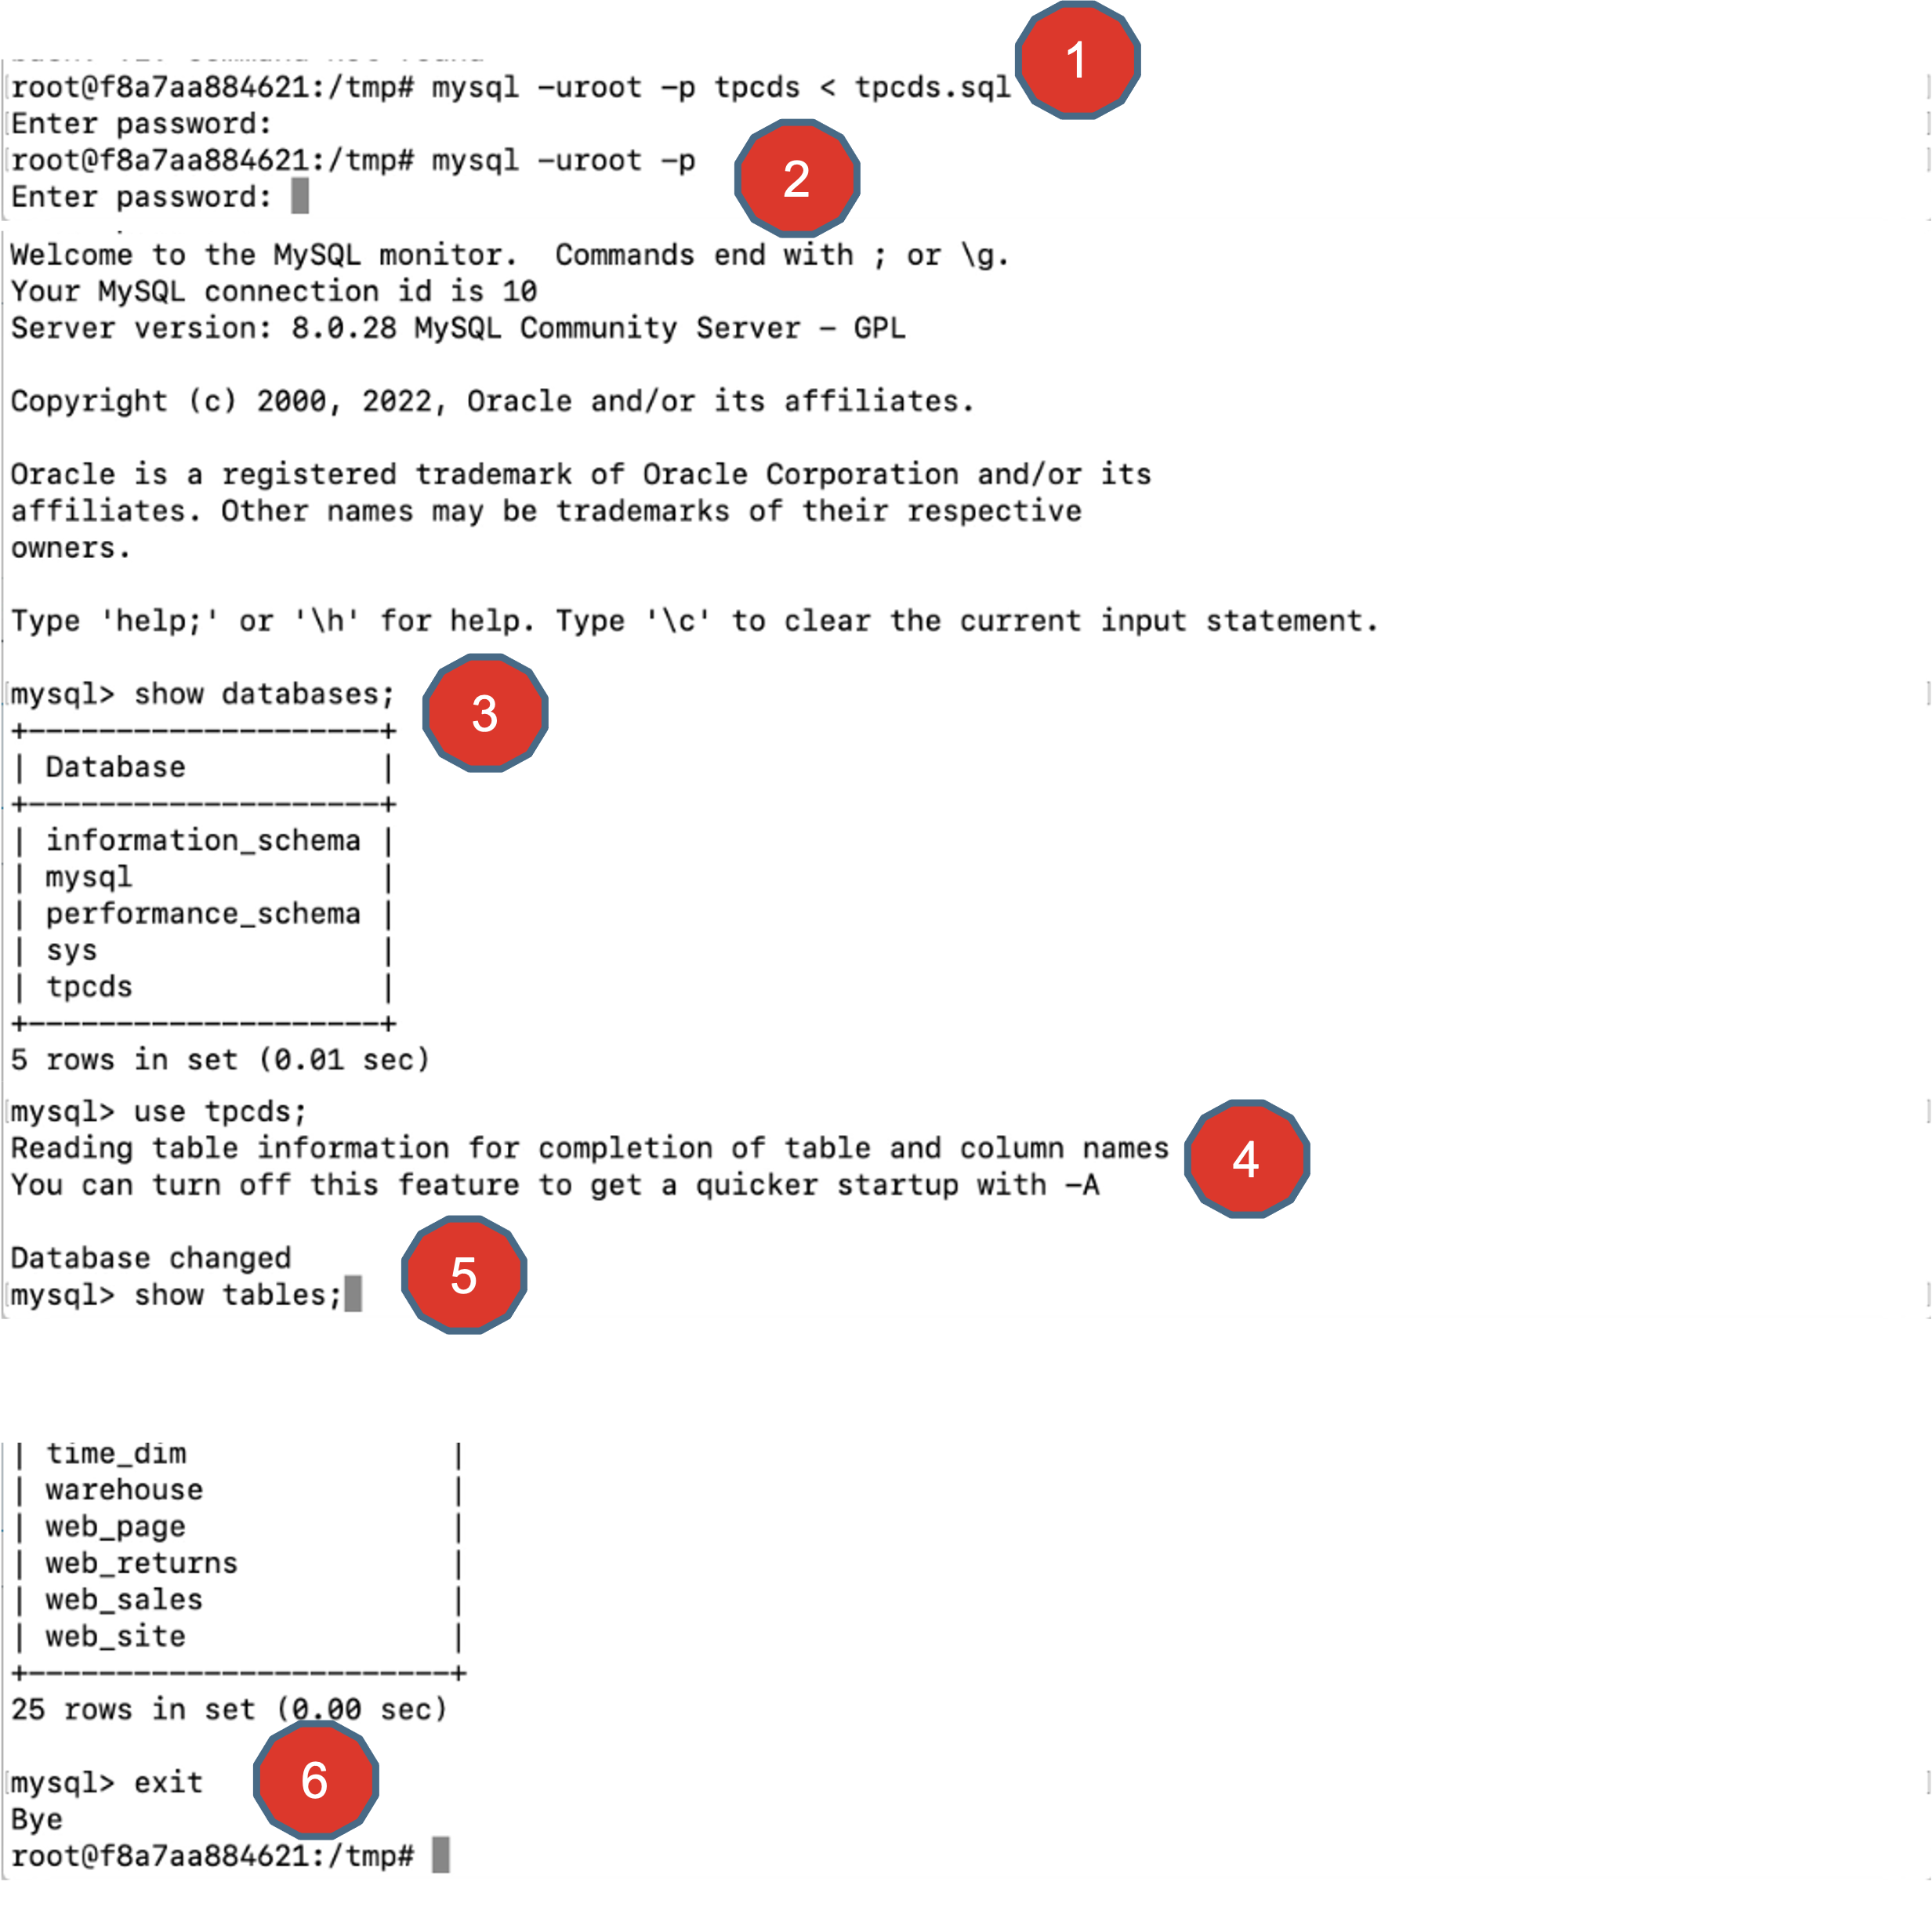 root@f8a7aa884621:/tmp# mysql -uroot -p tpcds < tpcds.sql
1
Enter password:
root@f8a7aa884621:/tmp# mysql -uroot -p
2
Enter password:
Welcome to the MySQL monitor.  Commands end with ; or \g.
Your MySQL connection id is 10
Server version: 8.0.28 MySQL Community Server - GPL
Copyright (c) 2000, 2022, Oracle and/or its affiliates.
Oracle is a registered trademark of Oracle Corporation and/or its
affiliates. Other names may be trademarks of their respective
owners.
Type 'help;' or '\h' for help. Type '\c' to clear the current input statement.
mysql> show databases;
3
+--------------------+
| Database           |
+--------------------+
| information_schema |
| mysql              |
| performance_schema |
| sys                |
| tpcds              |
+--------------------+
5 rows in set (0.01 sec)
mysql> use tpcds;
Reading table information for completion of table and column names
4
You can turn off this feature to get a quicker startup with -A
Database changed
5
mysql> show tables;
| time_dim               |
| warehouse              |
| web_page               |
| web_returns            |
| web_sales              |
| web_site               |
+------------------------+
25 rows in set (0.00 sec)
mysql> exit
6
Bye
root@f8a7aa884621:/tmp#